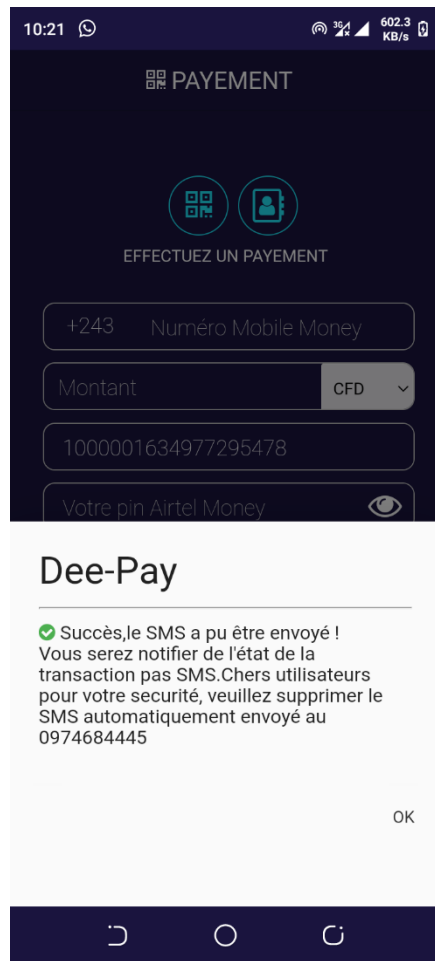 10:21
3G 602.3
KB/s
PAYEMENT
EFFECTUEZ UN PAYEMENT
+243 Numéro Mobile Money
Montant CFD
1000001634977295478
Votre pin Airtel Money
Dee-Pay
Succès,le SMS a pu être envoyé !
Vous serez notifier de l'état de la
transaction pas SMS.Chers utilisateurs
pour votre securité, veuillez supprimer le
SMS automatiquement envoyé au
0974684445
OK